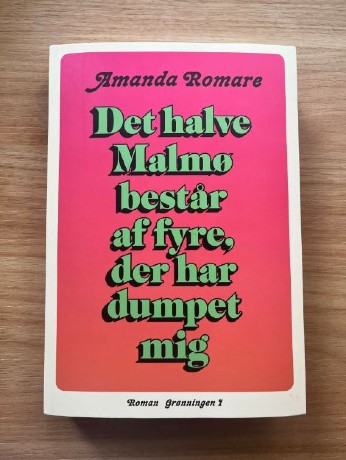 Amanda Romare
Det halve
Malmø
består
af fyre,
der har
dumpet
mig
Roman Grønningen 1